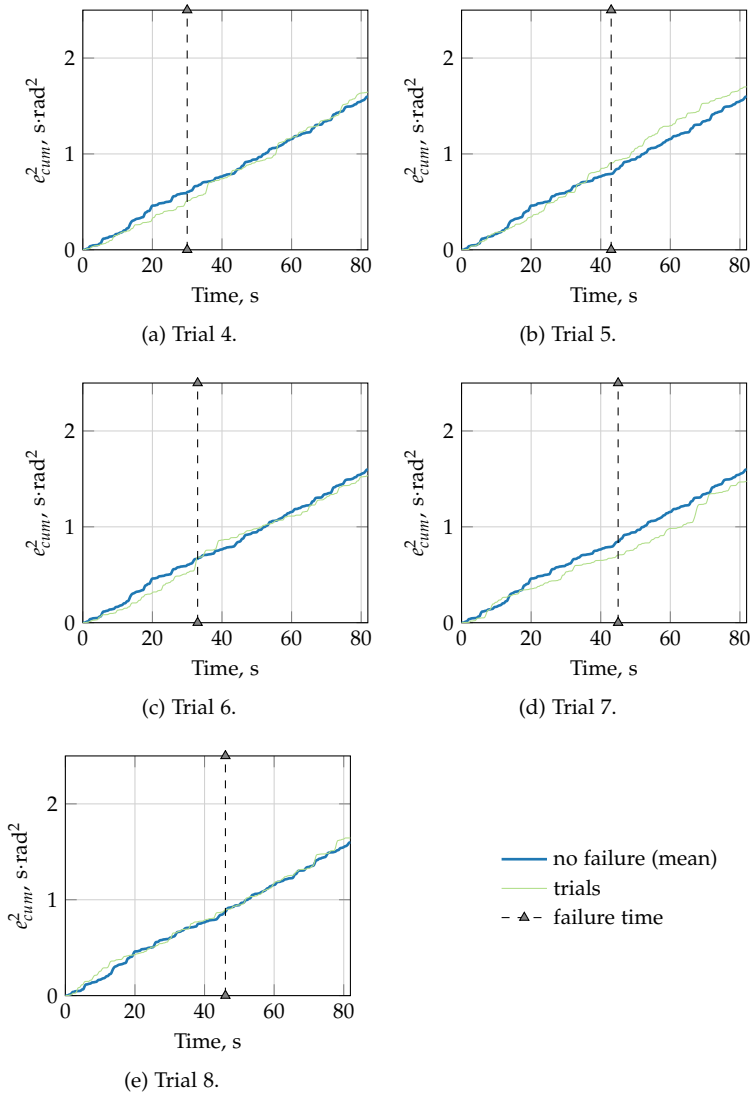 2
1
0
e²cum, s·rad²
0 20 40 60 80
Time, s
(a) Trial 4.
2
1
0
e²cum, s·rad²
0 20 40 60 80
Time, s
(b) Trial 5.
2
1
0
e²cum, s·rad²
0 20 40 60 80
Time, s
(c) Trial 6.
2
1
0
e²cum, s·rad²
0 20 40 60 80
Time, s
(d) Trial 7.
2
1
0
e²cum, s·rad²
0 20 40 60 80
Time, s
(e) Trial 8.
no failure (mean)
trials
failure time